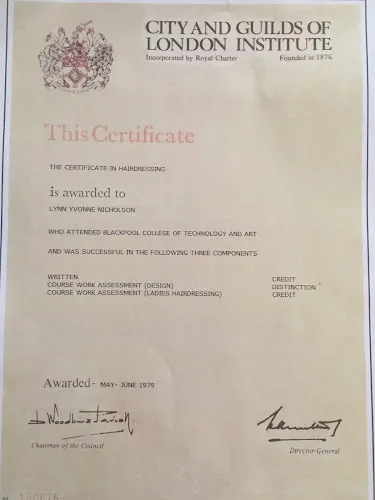 CITY AND GUILDS OF
LONDON INSTITUTE
Incorporated by Royal Charter Founded in 1878
This Certificate
THE CERTIFICATE IN HAIRDRESSING
is awarded to
LYNN YVONNE NICHOLSON
WHO ATTENDED BLACKPOOL COLLEGE OF TECHNOLOGY AND ART
AND WAS SUCCESSFUL IN THE FOLLOWING THREE COMPONENTS
WRITTEN CREDIT
COURSE WORK ASSESSMENT (DESIGN) DISTINCTION
COURSE WORK ASSESSMENT (LADIES HAIRDRESSING) CREDIT
Awarded- MAY- JUNE 1979
Chairman of the Council
Director-General